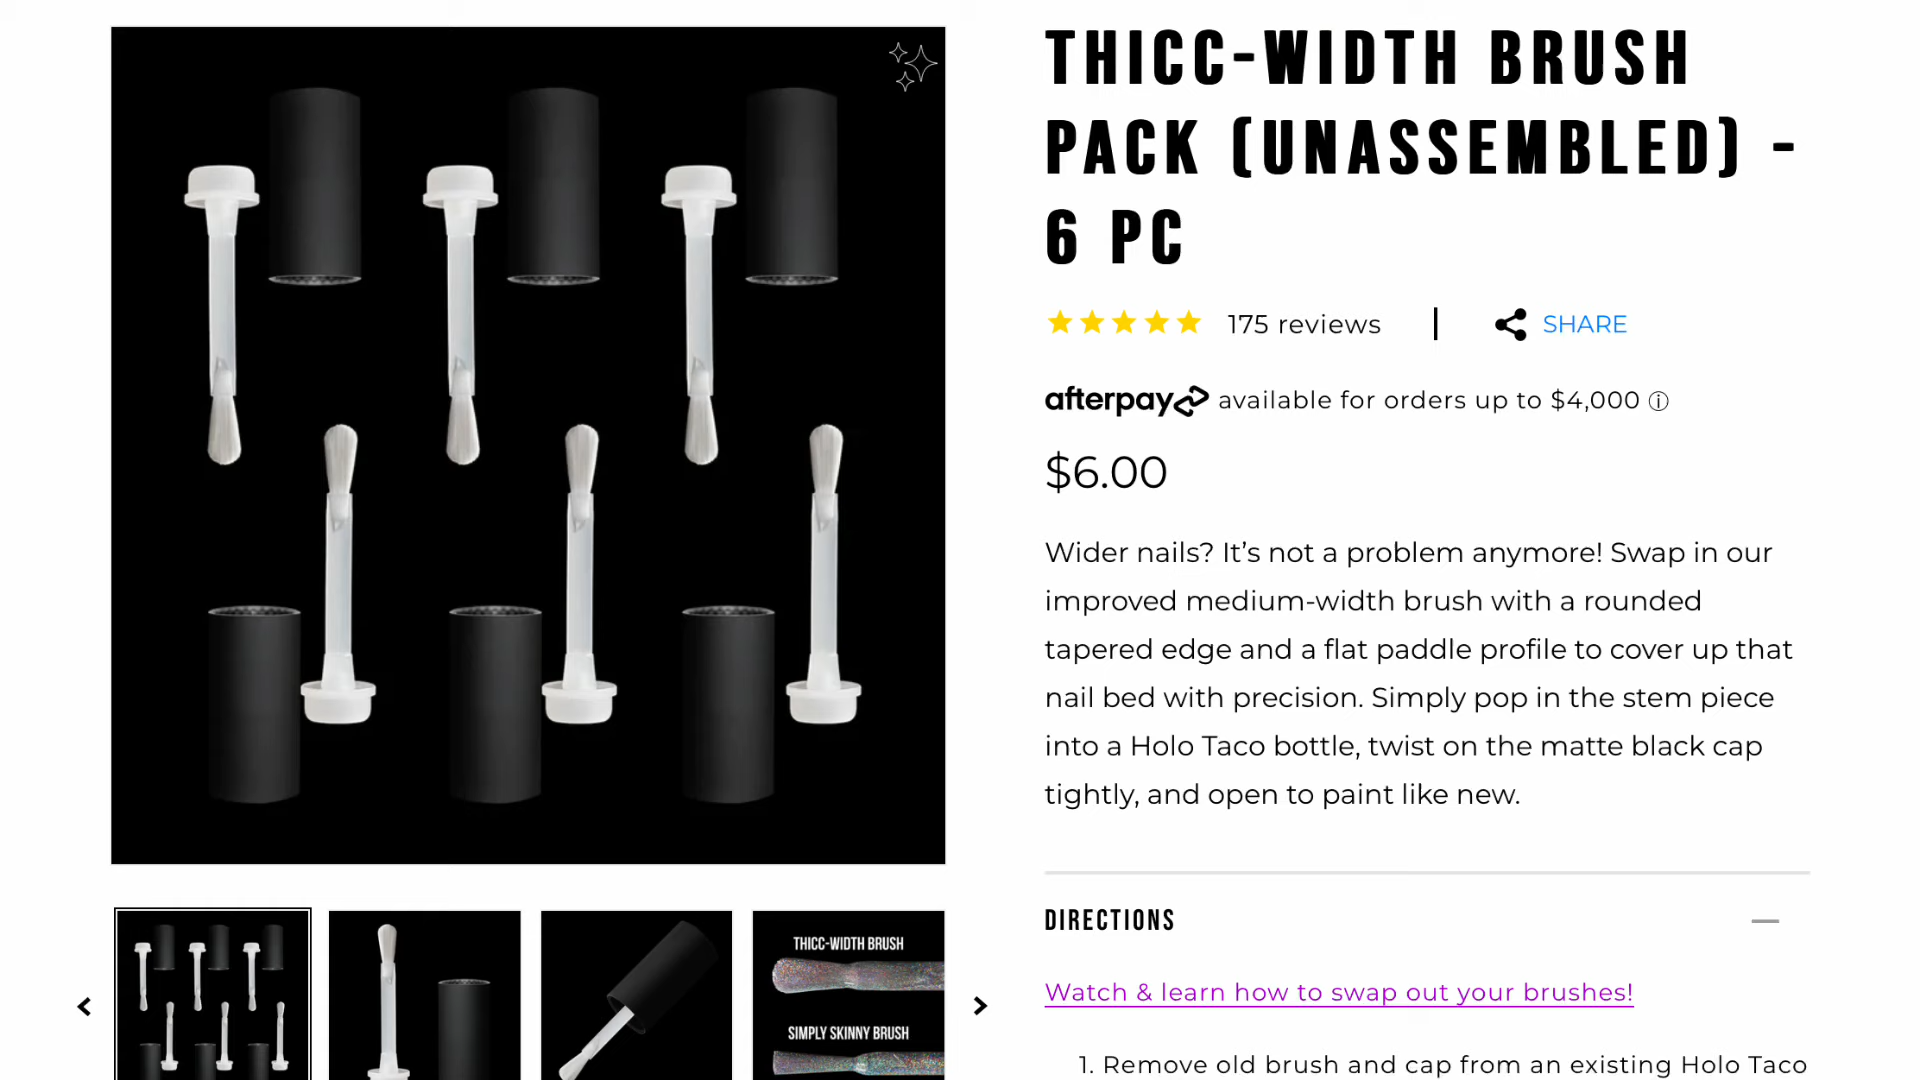 THICC-WIDTH BRUSH
PACK (UNASSEMBLED) -
6 PC
175 reviews
SHARE
afterpay available for orders up to $4,000
$6.00
Wider nails? It’s not a problem anymore! Swap in our
improved medium-width brush with a rounded
tapered edge and a flat paddle profile to cover up that
nail bed with precision. Simply pop in the stem piece
into a Holo Taco bottle, twist on the matte black cap
tightly, and open to paint like new.
DIRECTIONS
Watch & learn how to swap out your brushes!
1. Remove old brush and cap from an existing Holo Taco
THICC-WIDTH BRUSH
SIMPLY SKINNY BRUSH